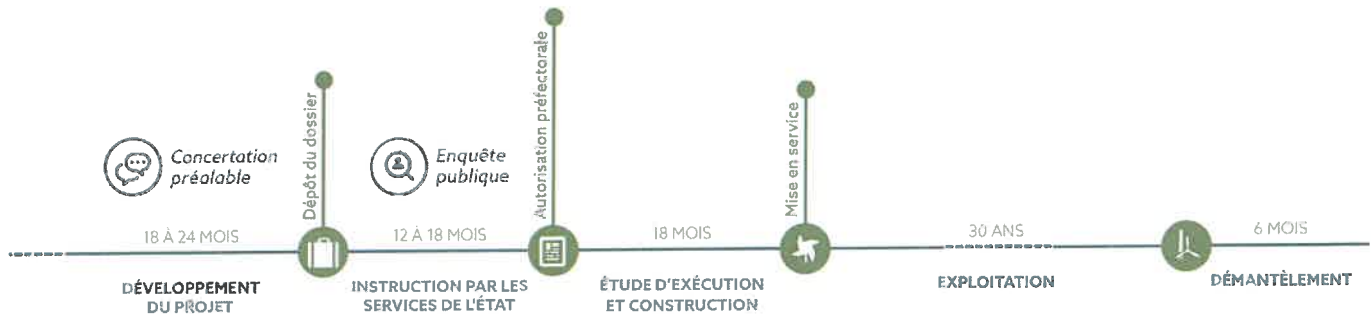 Concertation
préalable
Dépôt du dossier
Enquête
publique
Autorisation préfectorale
Mise en service
18 À 24 MOIS
12 À 18 MOIS
18 MOIS
30 ANS
6 MOIS
DÉVELOPPEMENT
DU PROJET
INSTRUCTION PAR LES
SERVICES DE L'ÉTAT
ÉTUDE D'EXÉCUTION
ET CONSTRUCTION
EXPLOITATION
DÉMANTÈLEMENT